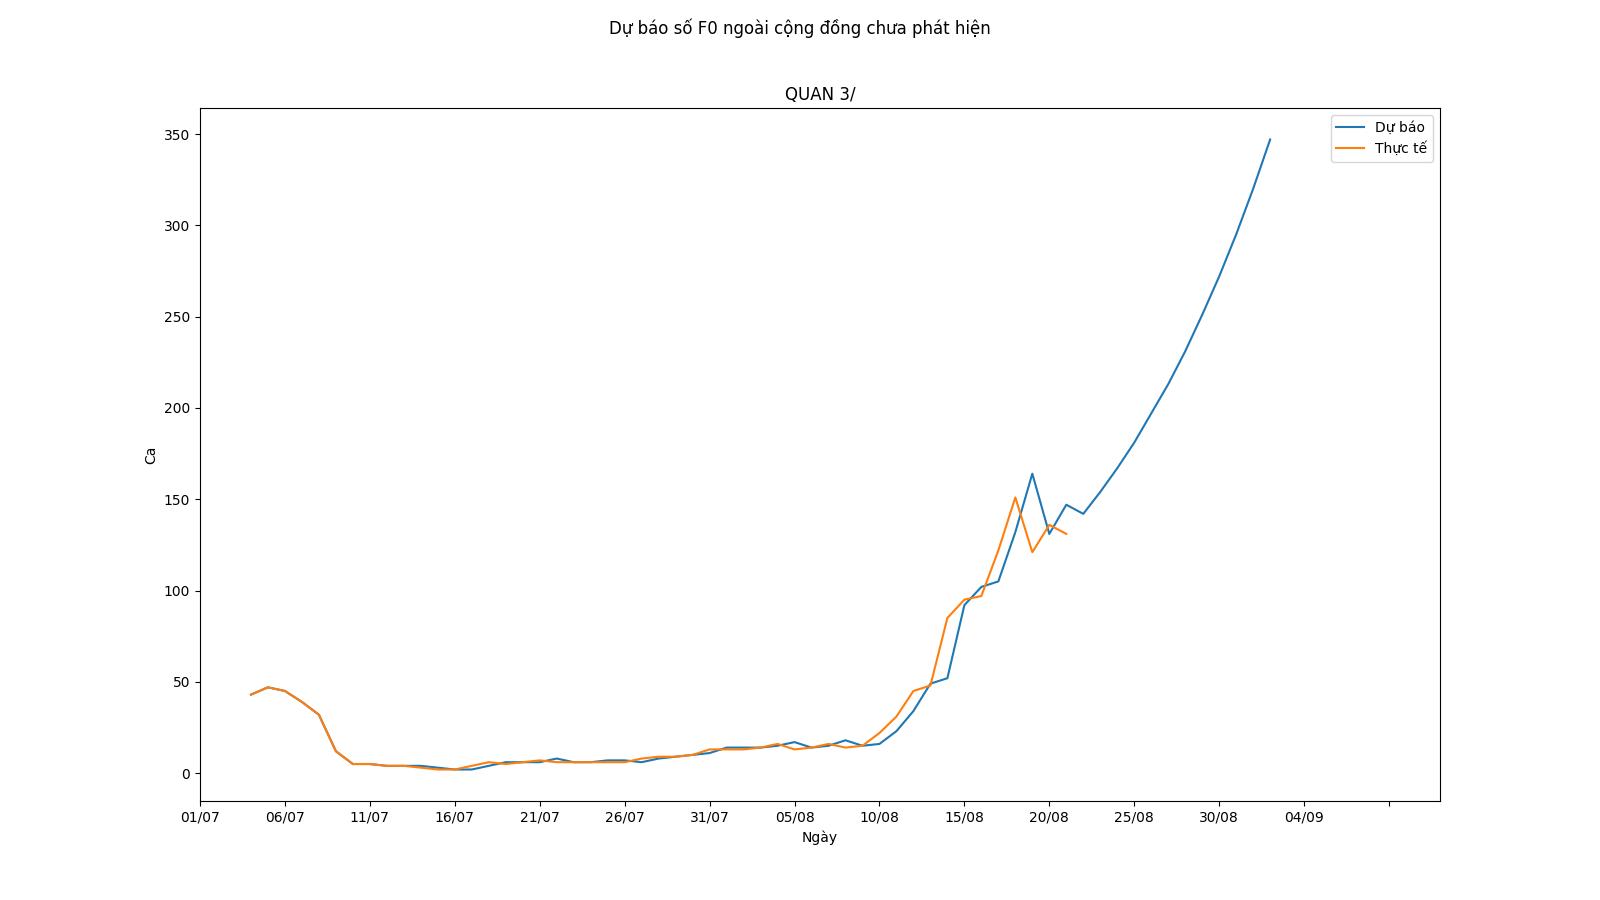 Dự báo số F0 ngoài cộng đồng chưa phát hiện
QUAN 3/
Dự báo
Thực tế
350
300
250
200
150
100
50
0
Ca
01/07 06/07 11/07 16/07 21/07 26/07 31/07 05/08 10/08 15/08 20/08 25/08 30/08 04/09
Ngày